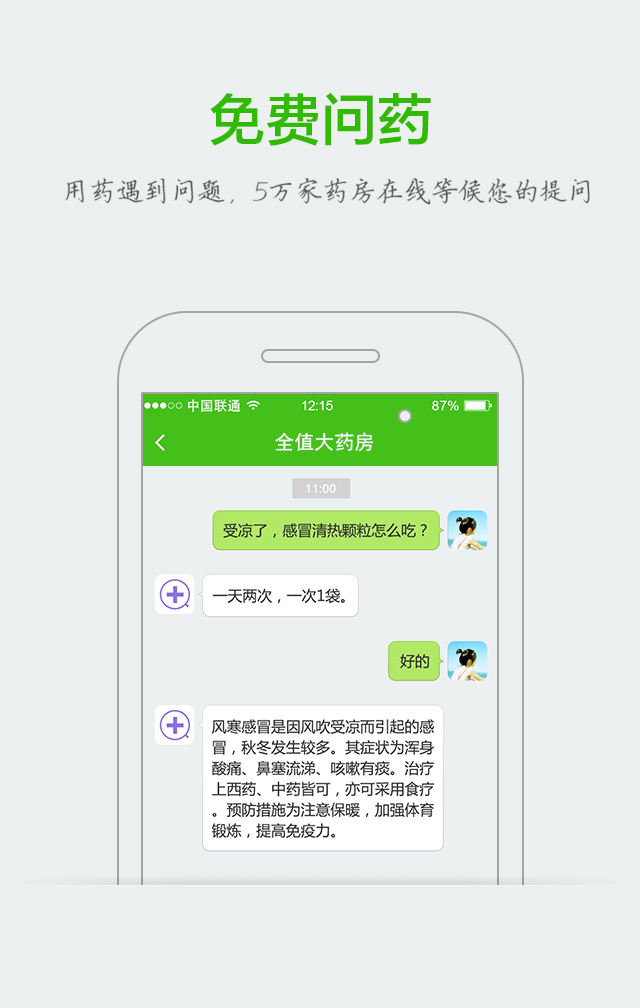 免费问药
用药遇到问题，5万家药房在线等候您的提问
中国联通 12:15 87%
全值大药房
11:00
受凉了，感冒清热颗粒怎么吃？
一天两次，一次1袋。
好的
风寒感冒是因风吹受凉而引起的感
冒，秋冬发生较多。其症状为浑身
酸痛、鼻塞流涕、咳嗽有痰。治疗
上西药、中药皆可，亦可采用食疗
。预防措施为注意保暖，加强体育
锻炼，提高免疫力。